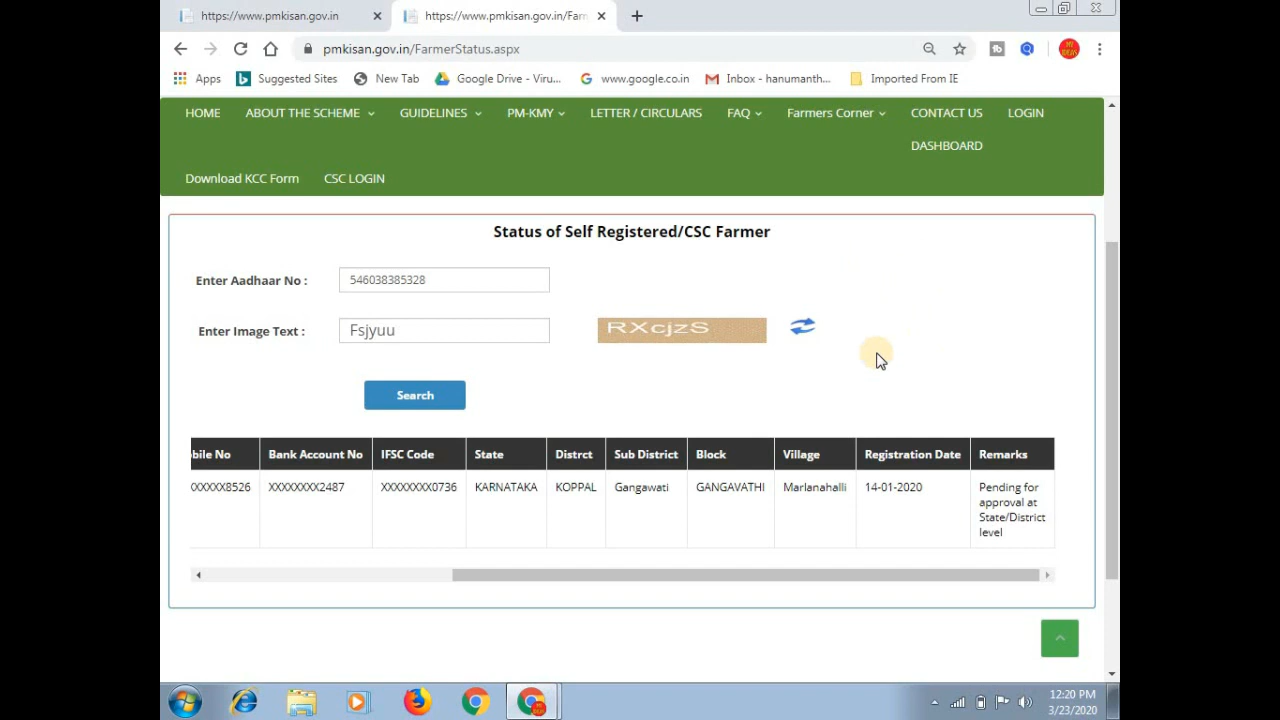 https://www.pmkisan.gov.in
https://www.pmkisan.gov.in/Farm
pmkisan.gov.in/FarmerStatus.aspx
Apps Suggested Sites New Tab Google Drive - Viru... www.google.co.in Inbox - hanumanth... Imported From IE
HOME ABOUT THE SCHEME GUIDELINES PM-KMY LETTER / CIRCULARS FAQ Farmers Corner CONTACT US LOGIN
DASHBOARD
Download KCC Form CSC LOGIN
Status of Self Registered/CSC Farmer
Enter Aadhaar No : 546038385328
Enter Image Text : Fsjyuu RXcjzS
Search
bile No Bank Account No IFSC Code State Distrct Sub District Block Village Registration Date Remarks
XXXXXX8526 XXXXXXXX2487 XXXXXXXX0736 KARNATAKA KOPPAL Gangawati GANGAVATHI Marlanahalli 14-01-2020 Pending for
approval at
State/District
level
12:20 PM
3/23/2020